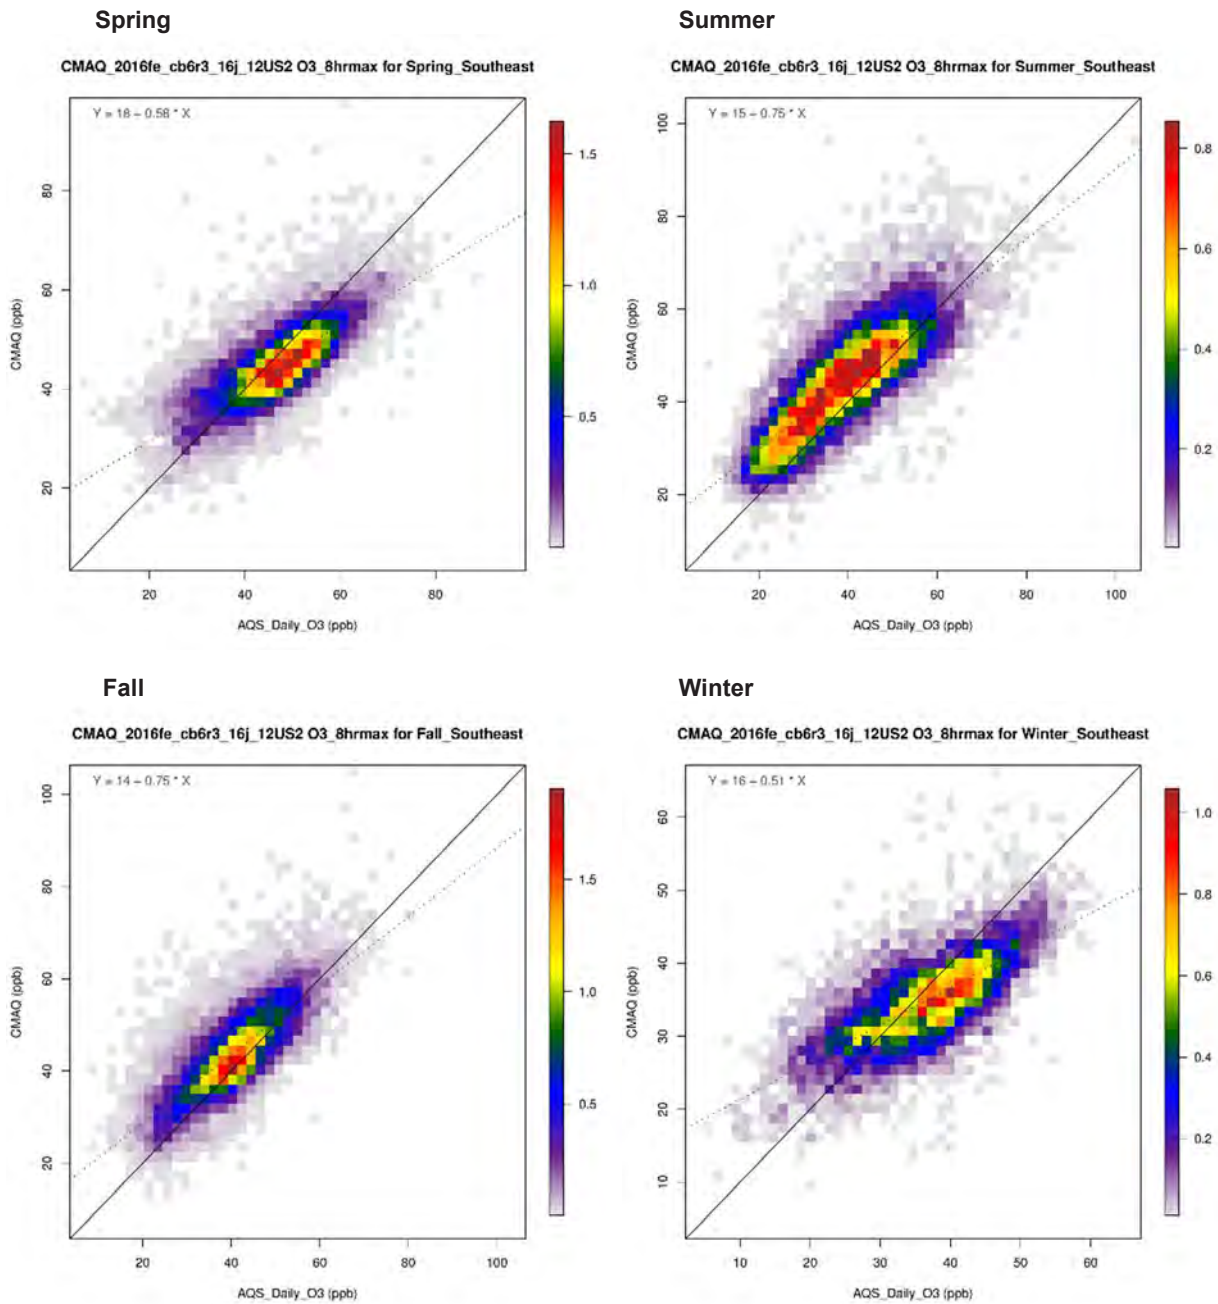 Spring
CMAQ_2016fe_cb6r3_16j_12US2 O3_8hrmax for Spring_Southeast
Y = 18 − 0.58 * X
CMAQ (ppb)
80
60
40
20
20 40 60 80
AQS_Daily_O3 (ppb)
1.5
1.0
0.5
Summer
CMAQ_2016fe_cb6r3_16j_12US2 O3_8hrmax for Summer_Southeast
Y = 15 − 0.75 * X
CMAQ (ppb)
100
80
60
40
20
20 40 60 80 100
AQS_Daily_O3 (ppb)
0.8
0.6
0.4
0.2
Fall
CMAQ_2016fe_cb6r3_16j_12US2 O3_8hrmax for Fall_Southeast
Y = 14 − 0.75 * X
CMAQ (ppb)
100
80
60
40
20
20 40 60 80 100
AQS_Daily_O3 (ppb)
1.5
1.0
0.5
Winter
CMAQ_2016fe_cb6r3_16j_12US2 O3_8hrmax for Winter_Southeast
Y = 16 − 0.51 * X
CMAQ (ppb)
60
50
40
30
20
10
10 20 30 40 50 60
AQS_Daily_O3 (ppb)
1.0
0.8
0.6
0.4
0.2